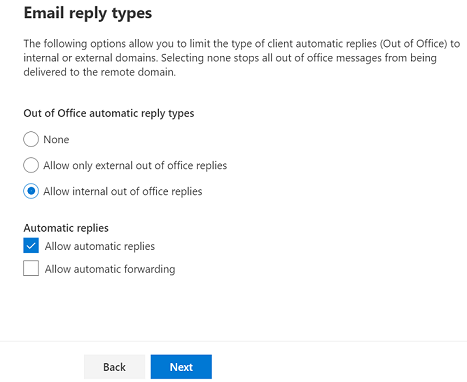 Email reply types
The following options allow you to limit the type of client automatic replies (Out of Office) to
internal or external domains. Selecting none stops all out of office messages from being
delivered to the remote domain.
Out of Office automatic reply types
None
Allow only external out of office replies
Allow internal out of office replies
Automatic replies
Allow automatic replies
Allow automatic forwarding
Back Next